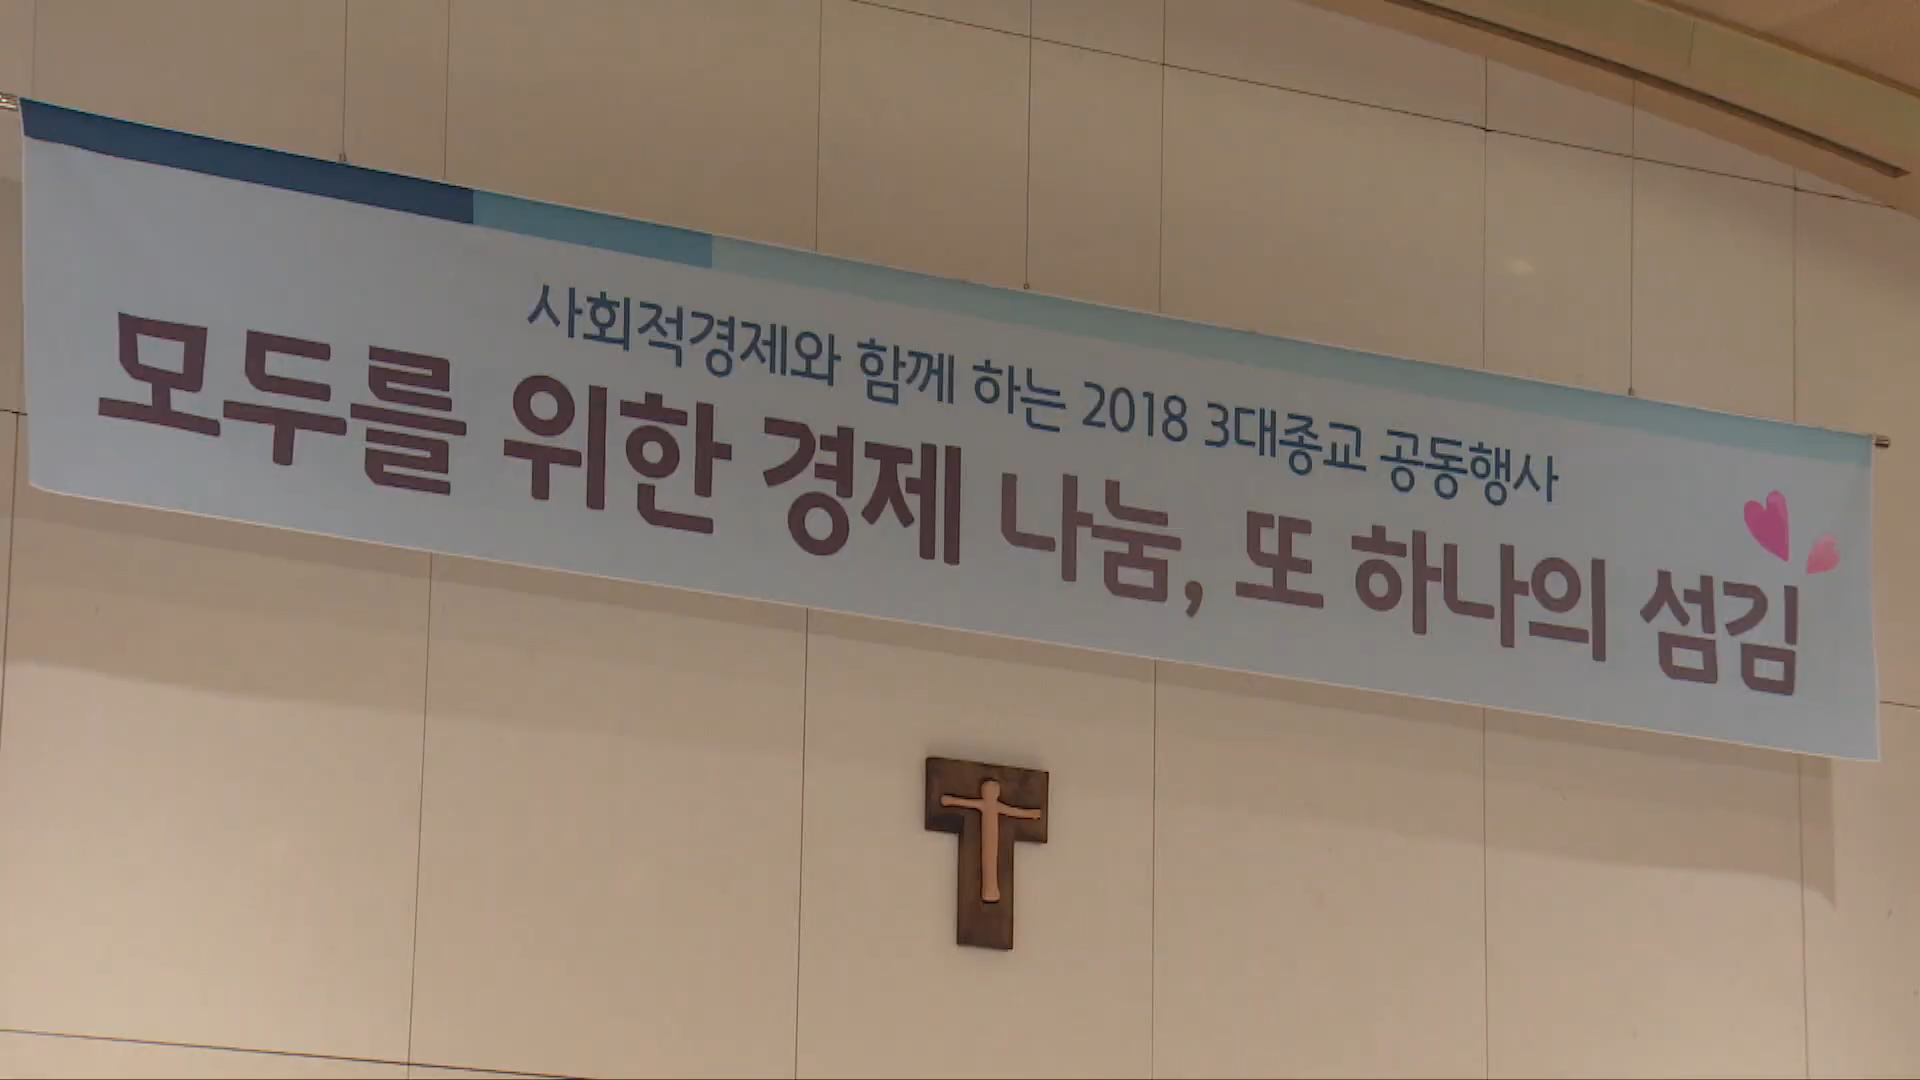 사회적경제와 함께 하는 2018 3대종교 공동행사
모두를 위한 경제 나눔, 또 하나의 섬김